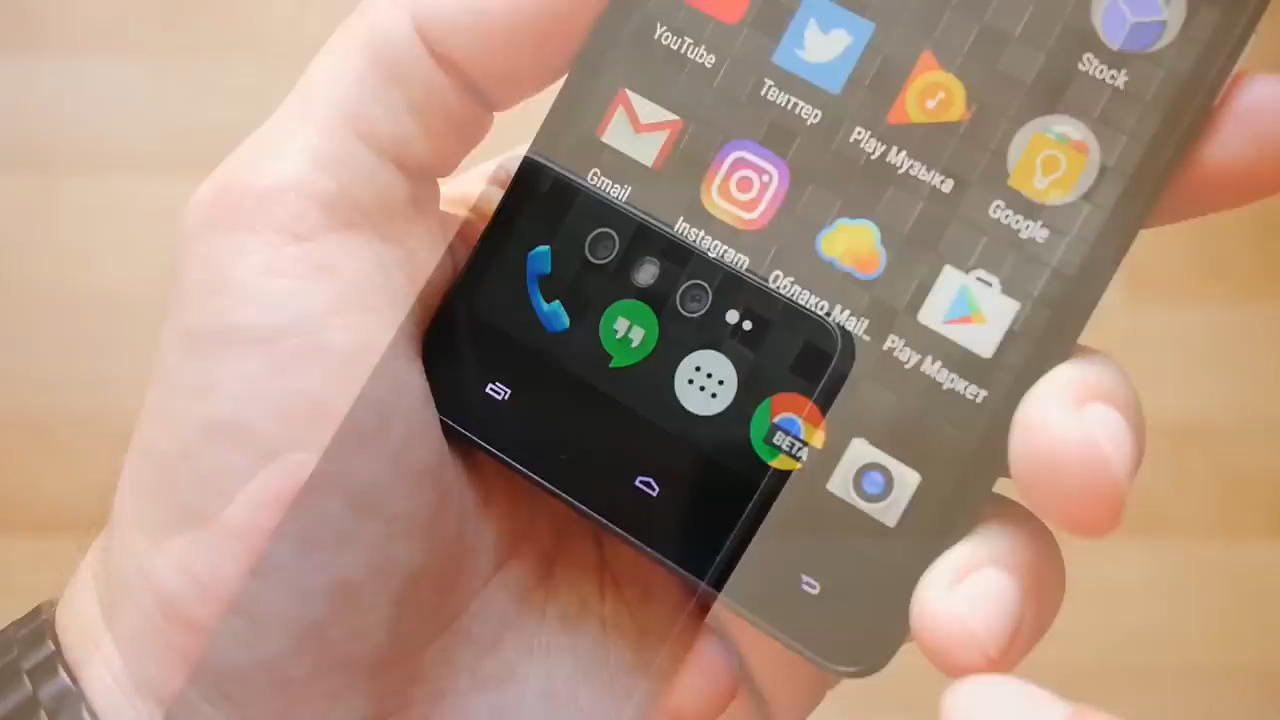 YouTube
Твиттер
Play Музыка
Stock
Gmail
Instagram
Облако Mail..
Google
Play Маркет
BETA